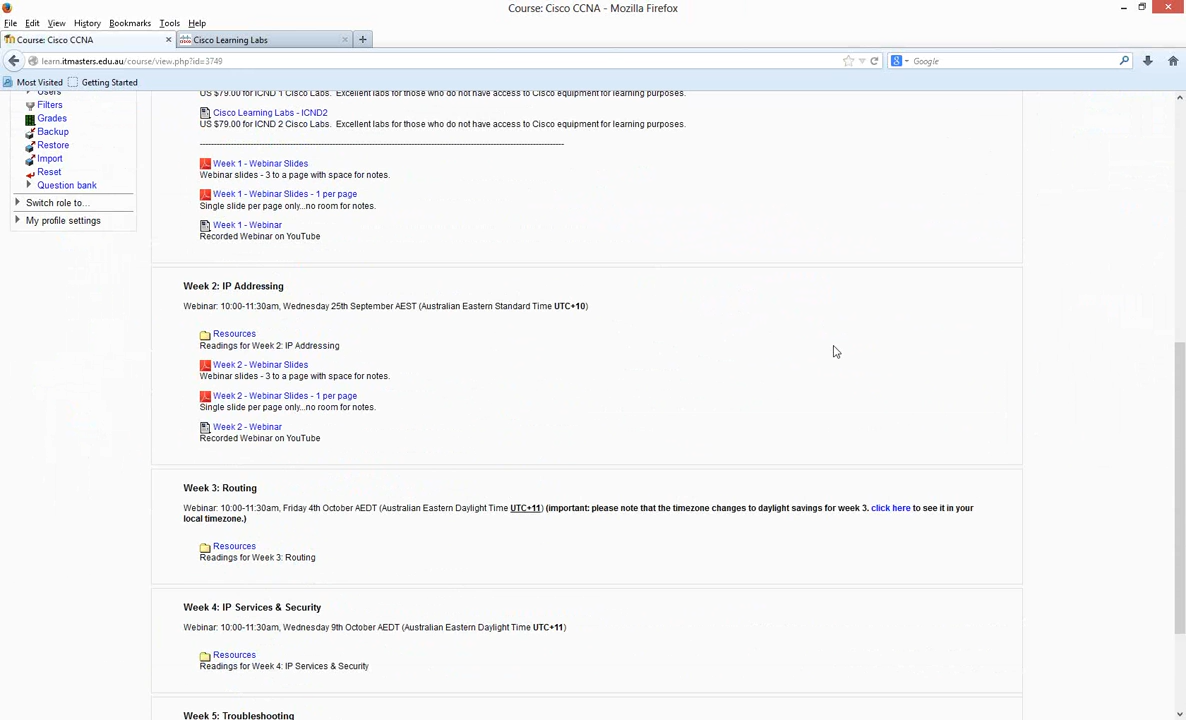 Course: Cisco CCNA - Mozilla Firefox
File Edit View History Bookmarks Tools Help
Course: Cisco CCNA
Cisco Learning Labs
learn.itmasters.edu.au/course/view.php?id=3749
Google
Most Visited
Getting Started
Users
Filters
Grades
Backup
Restore
Import
Reset
Question bank
Switch role to...
My profile settings
US $79.00 for ICND 1 Cisco Labs. Excellent labs for those who do not have access to Cisco equipment for learning purposes.
Cisco Learning Labs - ICND2
US $79.00 for ICND 2 Cisco Labs. Excellent labs for those who do not have access to Cisco equipment for learning purposes.
Week 1 - Webinar Slides
Webinar slides - 3 to a page with space for notes.
Week 1 - Webinar Slides - 1 per page
Single slide per page only...no room for notes.
Week 1 - Webinar
Recorded Webinar on YouTube
Week 2: IP Addressing
Webinar: 10:00-11:30am, Wednesday 25th September AEST (Australian Eastern Standard Time UTC+10)
Resources
Readings for Week 2: IP Addressing
Week 2 - Webinar Slides
Webinar slides - 3 to a page with space for notes.
Week 2 - Webinar Slides - 1 per page
Single slide per page only...no room for notes.
Week 2 - Webinar
Recorded Webinar on YouTube
Week 3: Routing
Webinar: 10:00-11:30am, Friday 4th October AEDT (Australian Eastern Daylight Time UTC+11) (important: please note that the timezone changes to daylight savings for week 3. click here to see it in your
local timezone.)
Resources
Readings for Week 3: Routing
Week 4: IP Services & Security
Webinar: 10:00-11:30am, Wednesday 9th October AEDT (Australian Eastern Daylight Time UTC+11)
Resources
Readings for Week 4: IP Services & Security
Week 5: Troubleshooting